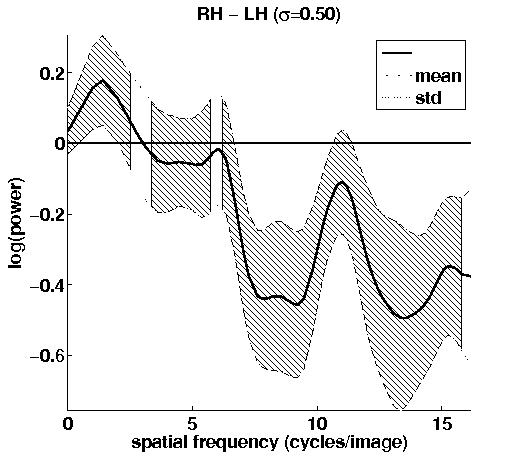 RH − LH (σ=0.50)
mean
std
log(power)
0.2
0
−0.2
−0.4
−0.6
0
5
10
15
spatial frequency (cycles/image)